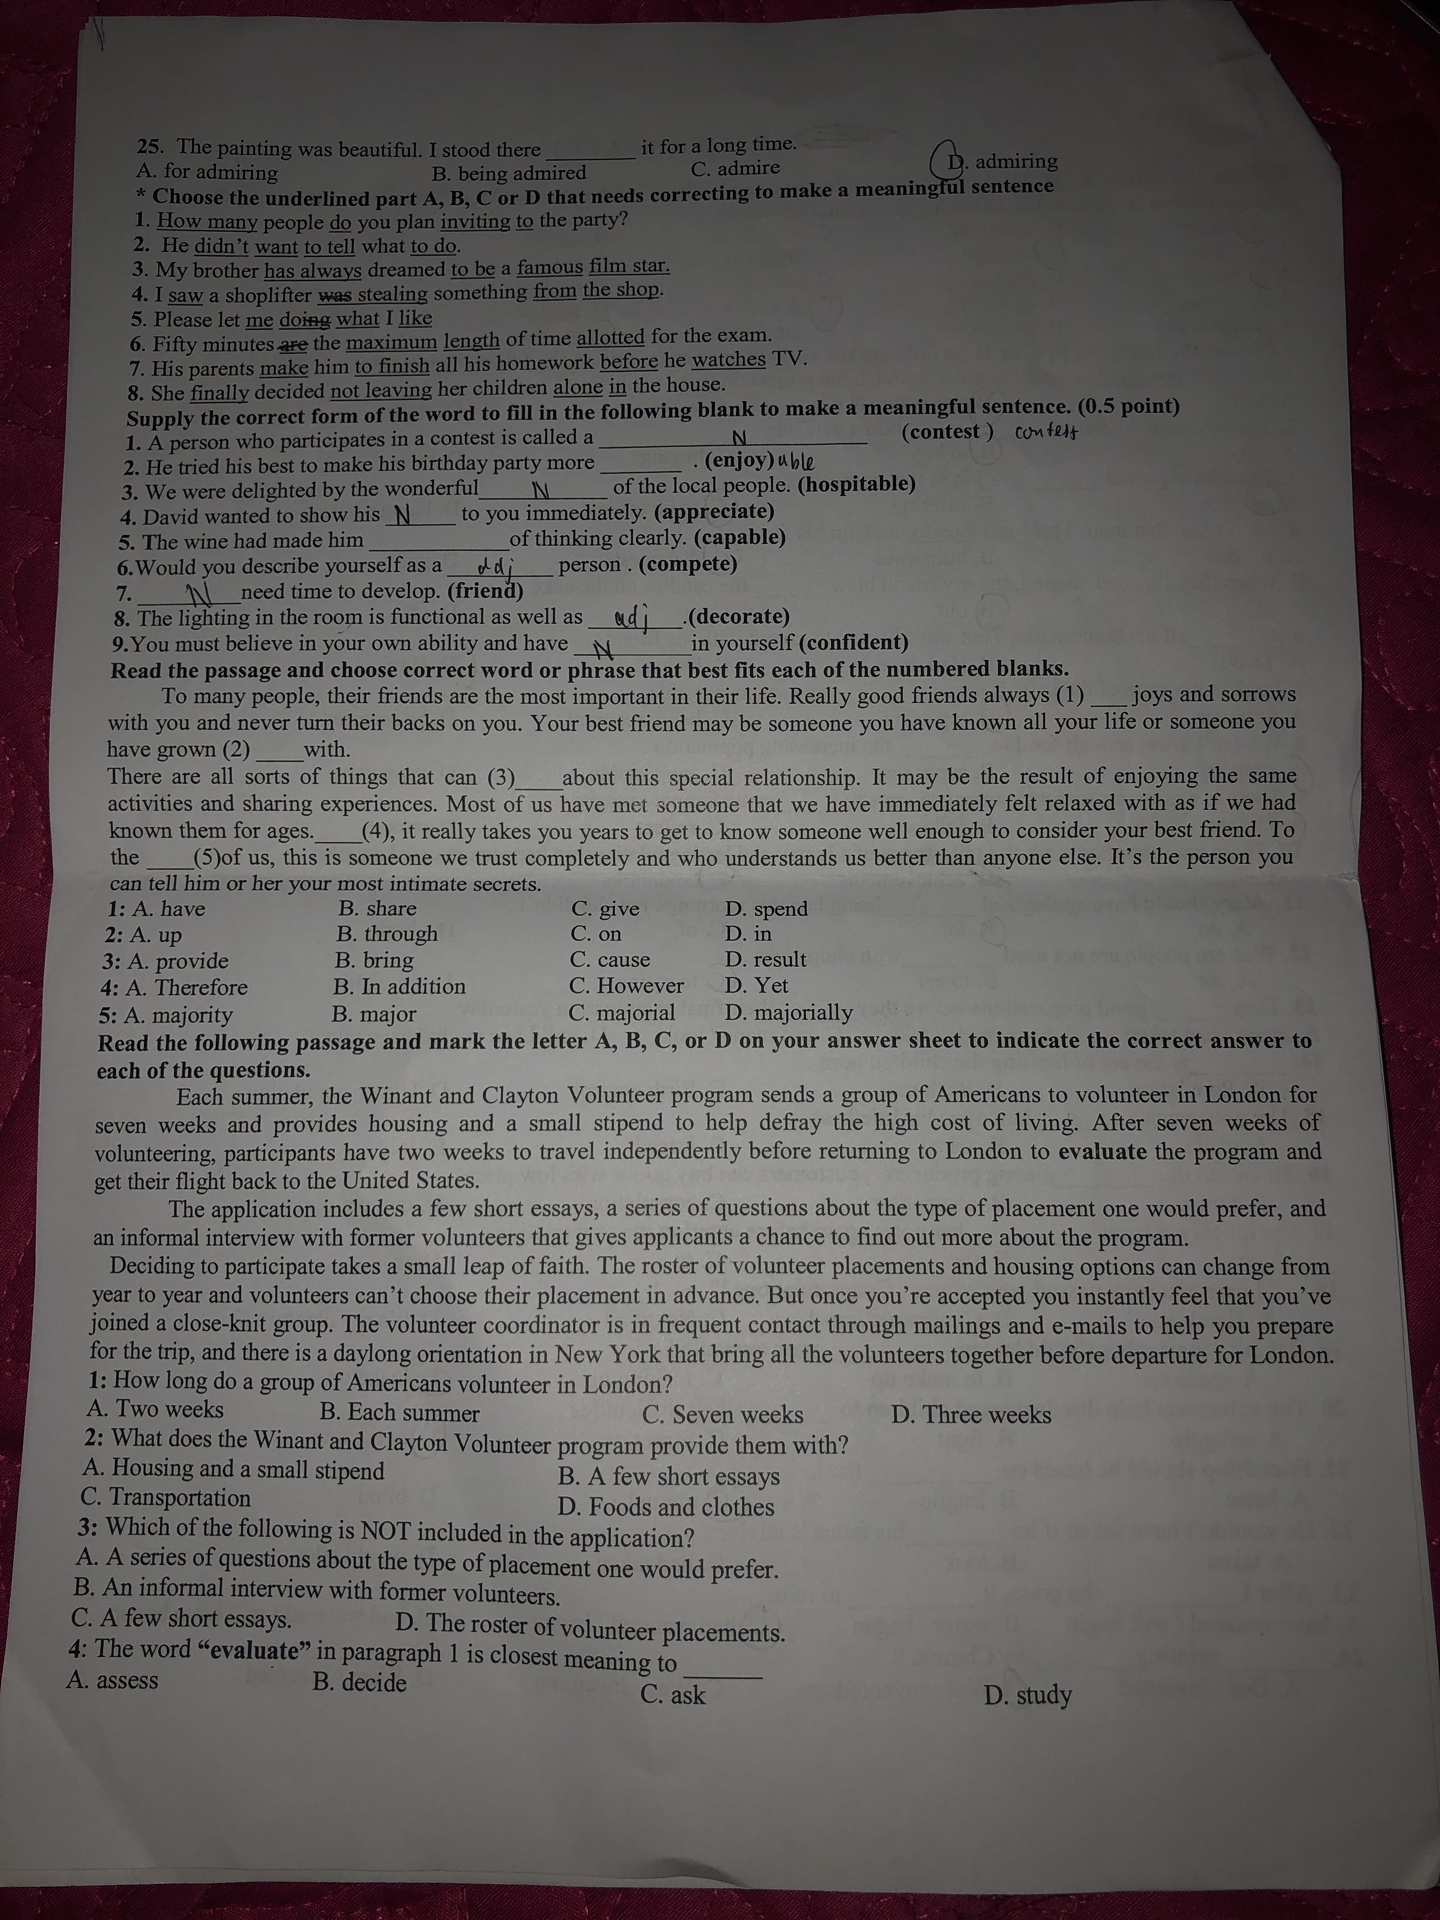 25. The painting was beautiful. I stood there ________ it for a long time.
A. for admiring B. being admired C. admire D. admiring
* Choose the underlined part A, B, C or D that needs correcting to make a meaningful sentence
1. How many people do you plan inviting to the party?
2. He didn't want to tell what to do.
3. My brother has always dreamed to be a famous film star.
4. I saw a shoplifter was stealing something from the shop.
5. Please let me doing what I like
6. Fifty minutes are the maximum length of time allotted for the exam.
7. His parents make him to finish all his homework before he watches TV.
8. She finally decided not leaving her children alone in the house.
Supply the correct form of the word to fill in the following blank to make a meaningful sentence. (0.5 point)
1. A person who participates in a contest is called a ________N________ (contest ) contest
2. He tried his best to make his birthday party more _______ . (enjoy) able
3. We were delighted by the wonderful____N____ of the local people. (hospitable)
4. David wanted to show his _N____ to you immediately. (appreciate)
5. The wine had made him ____________of thinking clearly. (capable)
6.Would you describe yourself as a ___adj___ person . (compete)
7. ____N___need time to develop. (friend)
8. The lighting in the room is functional as well as __adj__.(decorate)
9.You must believe in your own ability and have __N_______in yourself (confident)
Read the passage and choose correct word or phrase that best fits each of the numbered blanks.
To many people, their friends are the most important in their life. Really good friends always (1) ___ joys and sorrows
with you and never turn their backs on you. Your best friend may be someone you have known all your life or someone you
have grown (2) ____with.
There are all sorts of things that can (3)____about this special relationship. It may be the result of enjoying the same
activities and sharing experiences. Most of us have met someone that we have immediately felt relaxed with as if we had
known them for ages.____(4), it really takes you years to get to know someone well enough to consider your best friend. To
the ____(5)of us, this is someone we trust completely and who understands us better than anyone else. It's the person you
can tell him or her your most intimate secrets.
1: A. have B. share C. give D. spend
2: A. up B. through C. on D. in
3: A. provide B. bring C. cause D. result
4: A. Therefore B. In addition C. However D. Yet
5: A. majority B. major C. majorial D. majorially
Read the following passage and mark the letter A, B, C, or D on your answer sheet to indicate the correct answer to
each of the questions.
Each summer, the Winant and Clayton Volunteer program sends a group of Americans to volunteer in London for
seven weeks and provides housing and a small stipend to help defray the high cost of living. After seven weeks of
volunteering, participants have two weeks to travel independently before returning to London to evaluate the program and
get their flight back to the United States.
The application includes a few short essays, a series of questions about the type of placement one would prefer, and
an informal interview with former volunteers that gives applicants a chance to find out more about the program.
Deciding to participate takes a small leap of faith. The roster of volunteer placements and housing options can change from
year to year and volunteers can't choose their placement in advance. But once you're accepted you instantly feel that you've
joined a close-knit group. The volunteer coordinator is in frequent contact through mailings and e-mails to help you prepare
for the trip, and there is a daylong orientation in New York that bring all the volunteers together before departure for London.
1: How long do a group of Americans volunteer in London?
A. Two weeks B. Each summer C. Seven weeks D. Three weeks
2: What does the Winant and Clayton Volunteer program provide them with?
A. Housing and a small stipend B. A few short essays
C. Transportation D. Foods and clothes
3: Which of the following is NOT included in the application?
A. A series of questions about the type of placement one would prefer.
B. An informal interview with former volunteers.
C. A few short essays. D. The roster of volunteer placements.
4: The word "evaluate" in paragraph 1 is closest meaning to _______
A. assess B. decide C. ask D. study